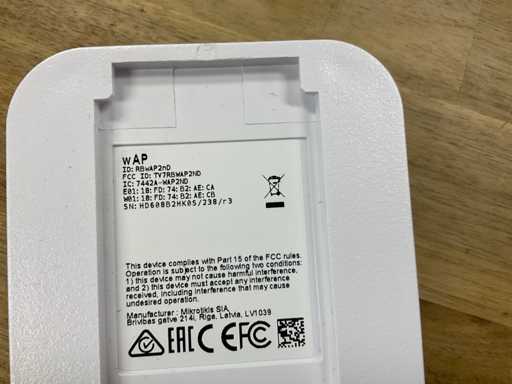 wAP
ID: RBWAP2nD
FCC ID: TV7RBWAP2ND
IC: 7442A-WAP2ND
E01:18:FD:74:B2:AE:CA
W01:18:FD:74:B2:AE:CB
SN: HD608B2HK0S/238/r3
This device complies with Part 15 of the FCC rules.
Operation is subject to the following two conditions:
1) this device may not cause harmful interference,
and 2) this device must accept any interference
received, including interference that may cause
undesired operation.
Manufacturer: Mikrotikls SIA,
Brivibas gatve 214i, Riga, Latvia, LV1039
EAC CE FC